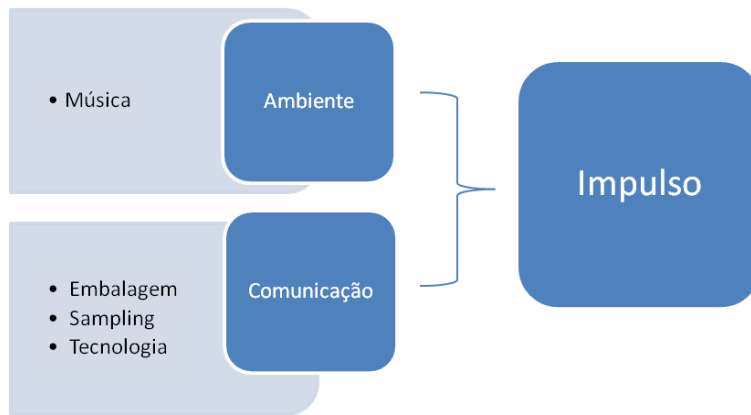 • Música
Ambiente
Impulso
• Embalagem
• Sampling
• Tecnologia
Comunicação